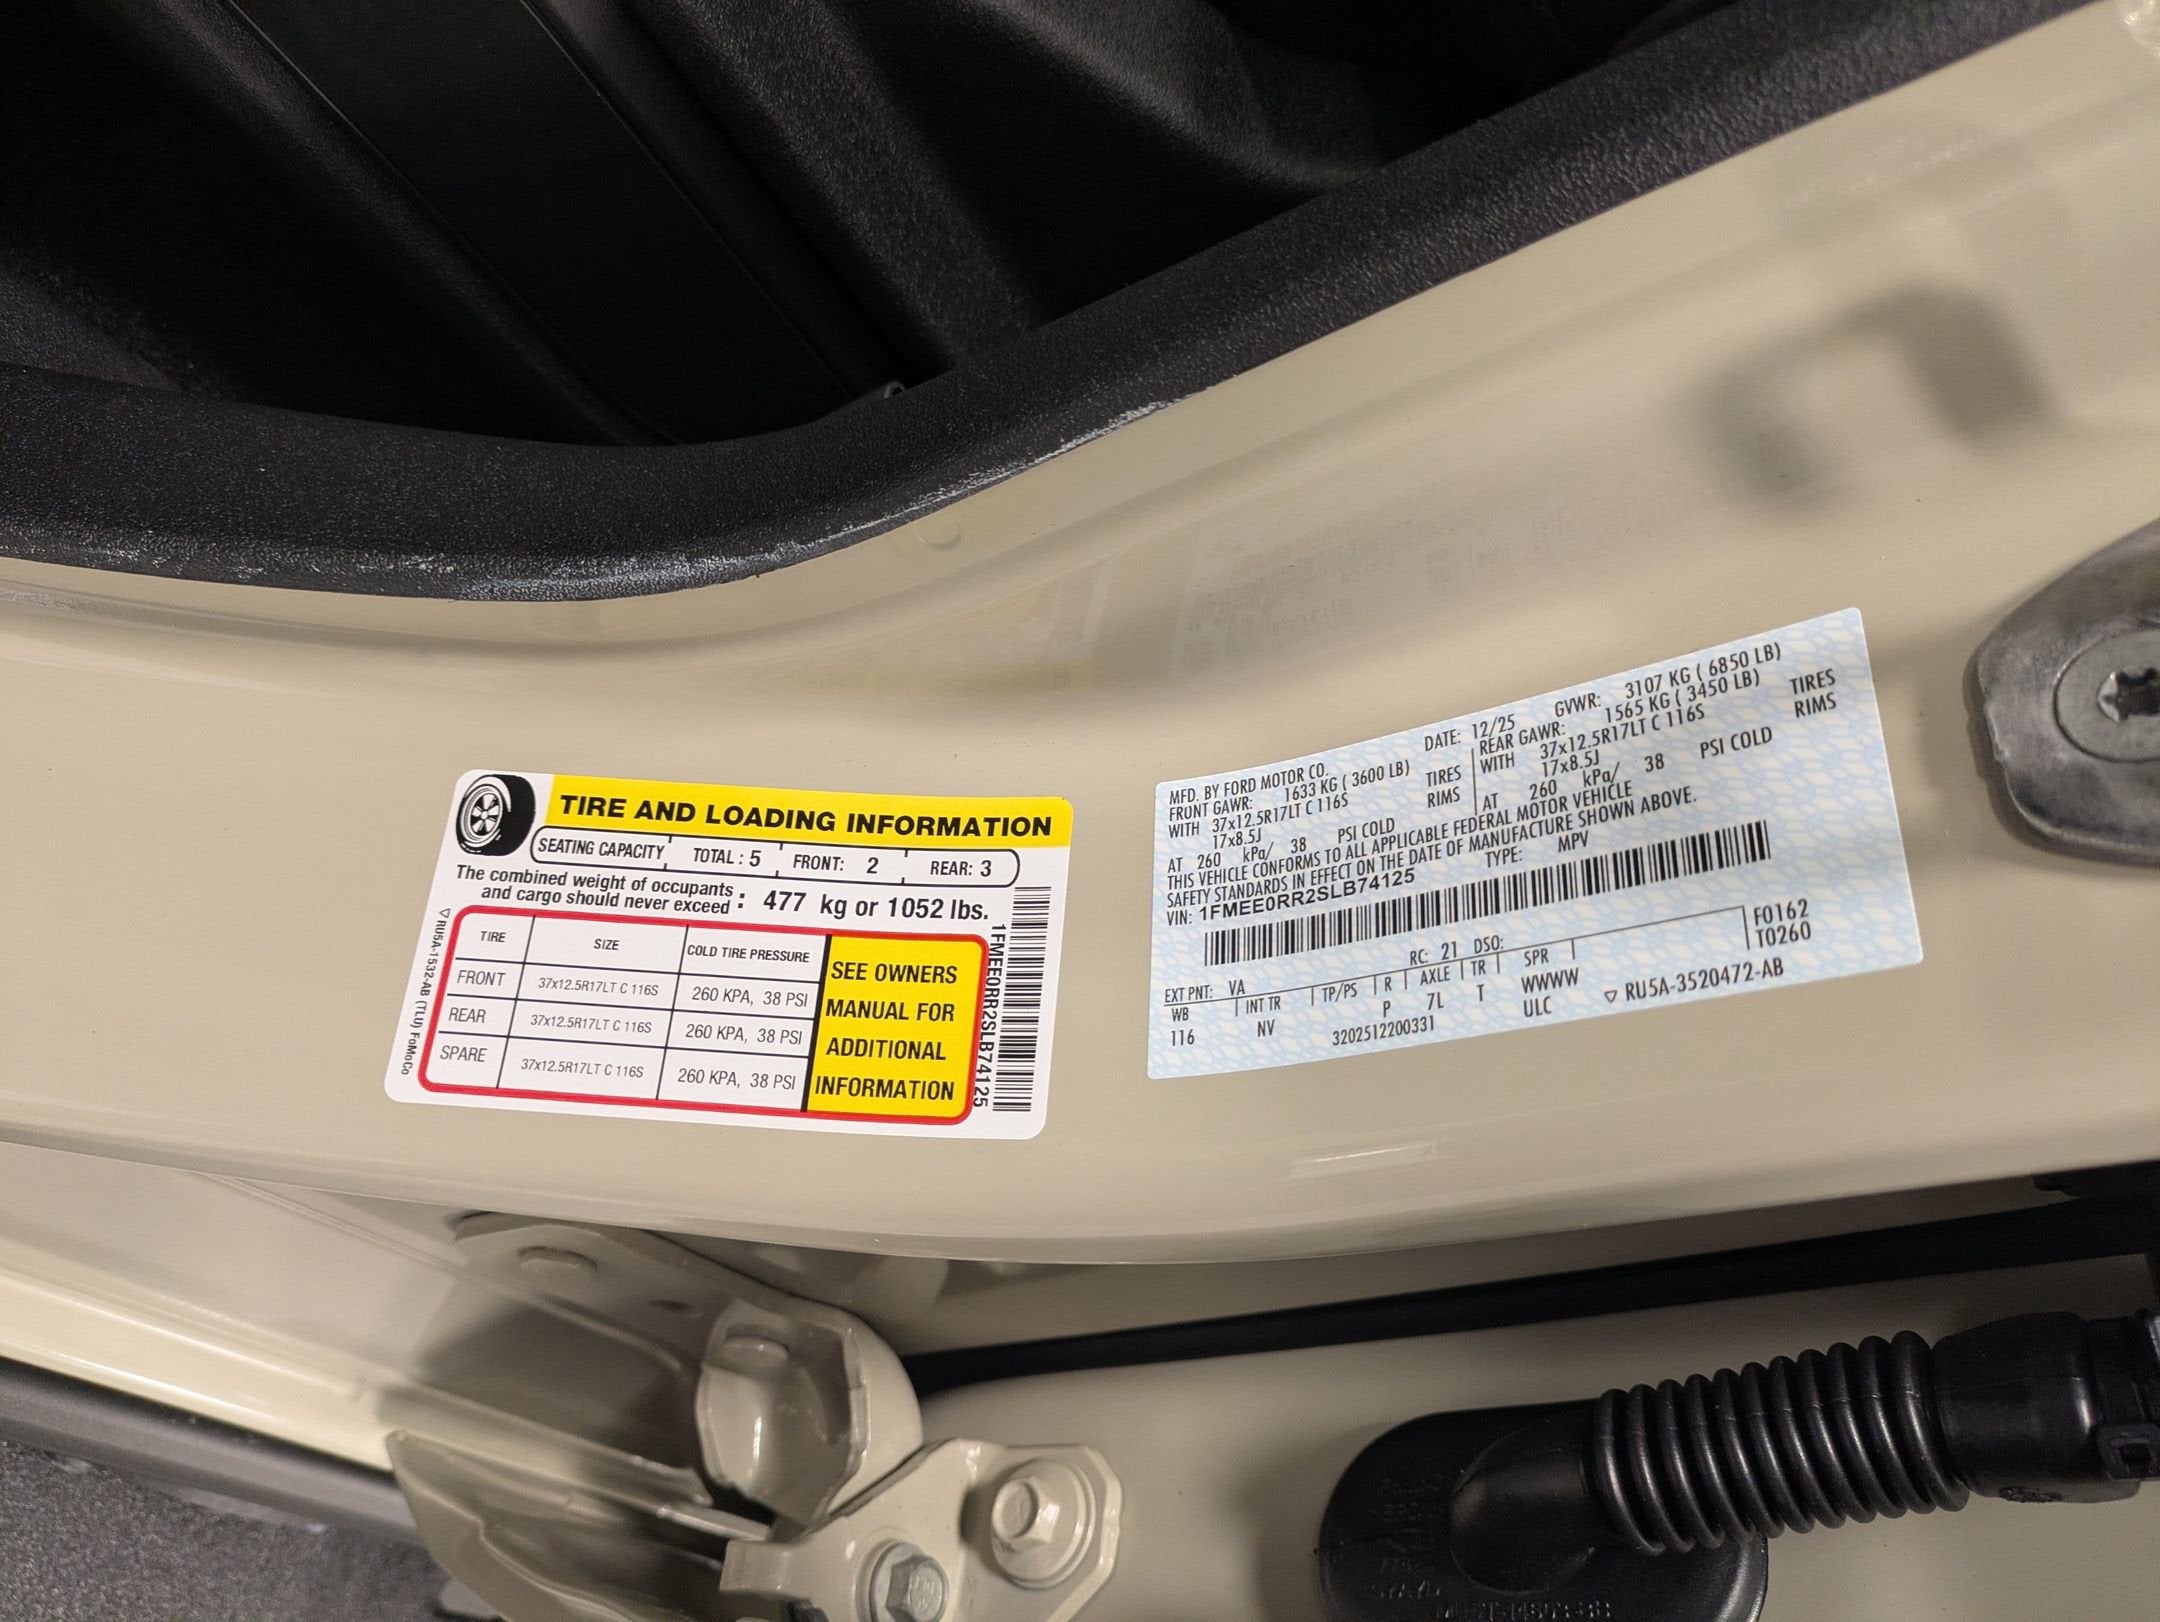 TIRE AND LOADING INFORMATION
SEATING CAPACITY TOTAL : 5 FRONT: 2 REAR: 3
The combined weight of occupants
and cargo should never exceed : 477 kg or 1052 lbs.
TIRE SIZE COLD TIRE PRESSURE
FRONT 37x12.5R17LT C 116S 260 KPA, 38 PSI
REAR 37x12.5R17LT C 116S 260 KPA, 38 PSI
SPARE 37x12.5R17LT C 116S 260 KPA, 38 PSI
SEE OWNERS
MANUAL FOR
ADDITIONAL
INFORMATION
RU5A-1532-AB (TLU) FoMoCo
1FMEE0RR2SLB74125
MFD. BY FORD MOTOR CO.
DATE: 12/25 GVWR: 3107 KG ( 6850 LB)
FRONT GAWR: 1633 KG ( 3600 LB)
WITH 37x12.5R17LT C 116S TIRES
17x8.5J RIMS
AT 260 kPa/ 38 PSI COLD
REAR GAWR: 1565 KG ( 3450 LB)
WITH 37x12.5R17LT C 116S TIRES
17x8.5J RIMS
AT 260 kPa/ 38 PSI COLD
THIS VEHICLE CONFORMS TO ALL APPLICABLE FEDERAL MOTOR VEHICLE
SAFETY STANDARDS IN EFFECT ON THE DATE OF MANUFACTURE SHOWN ABOVE.
VIN: 1FMEE0RR2SLB74125 TYPE: MPV
F0162
T0260
EXT PNT: VA RC: 21 DSO:
WB INT TR TP/PS R AXLE TR SPR
116 NV P 7L T WWWW
3202512200331 ULC RU5A-3520472-AB